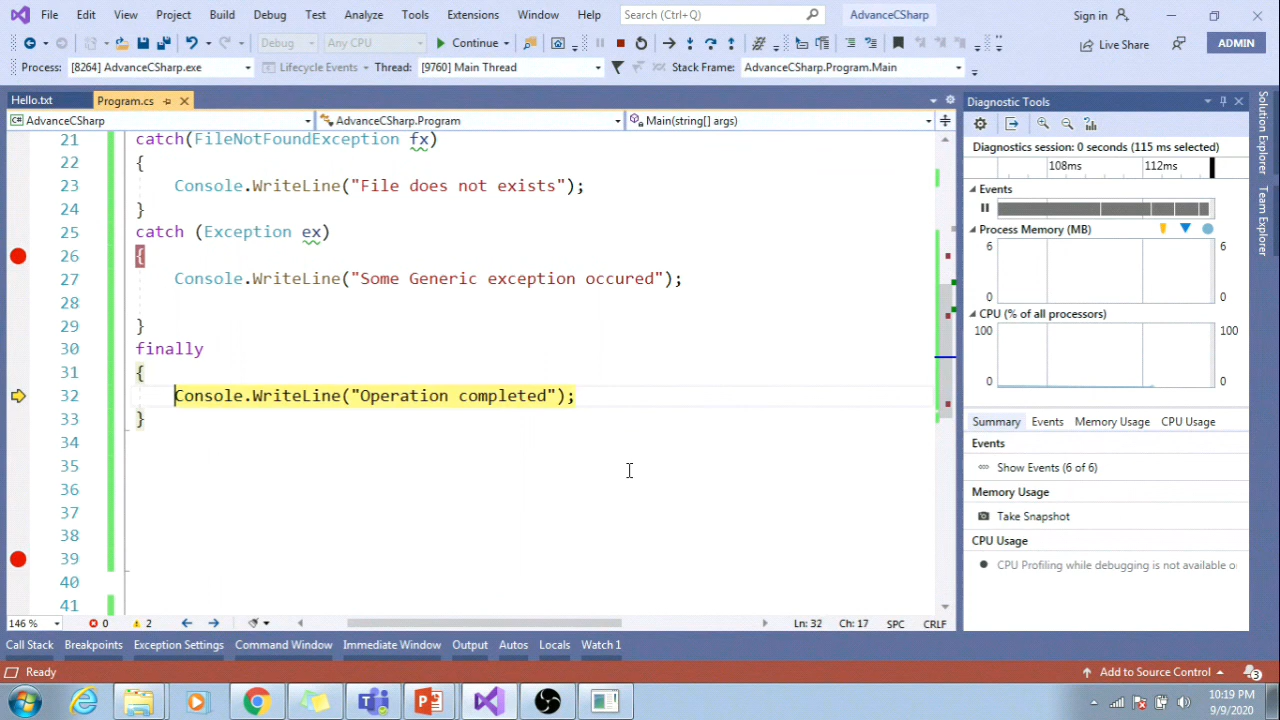 File Edit View Project Build Debug Test Analyze Tools Extensions Window Help Search (Ctrl+Q) AdvanceCSharp Sign in
Debug Any CPU Continue Live Share ADMIN
Process: [8264] AdvanceCSharp.exe Lifecycle Events Thread: [9760] Main Thread Stack Frame: AdvanceCSharp.Program.Main
Hello.txt Program.cs
AdvanceCSharp AdvanceCSharp.Program Main(string[] args)
21 catch(FileNotFoundException fx)
22 {
23 Console.WriteLine("File does not exists");
24 }
25 catch (Exception ex)
26 {
27 Console.WriteLine("Some Generic exception occured");
28
29 }
30 finally
31 {
32 Console.WriteLine("Operation completed");
33 }
34
35
36
37
38
39
40
41
146 % 0 2 Ln: 32 Ch: 17 SPC CRLF
Diagnostic Tools
Diagnostics session: 0 seconds (115 ms selected)
108ms 112ms
Events
Process Memory (MB)
6 6
0 0
CPU (% of all processors)
100 100
0 0
Summary Events Memory Usage CPU Usage
Events
Show Events (6 of 6)
Memory Usage
Take Snapshot
CPU Usage
CPU Profiling while debugging is not available o
Solution Explorer
Team Explorer
Call Stack Breakpoints Exception Settings Command Window Immediate Window Output Autos Locals Watch 1
Ready Add to Source Control 3
10:19 PM
9/9/2020